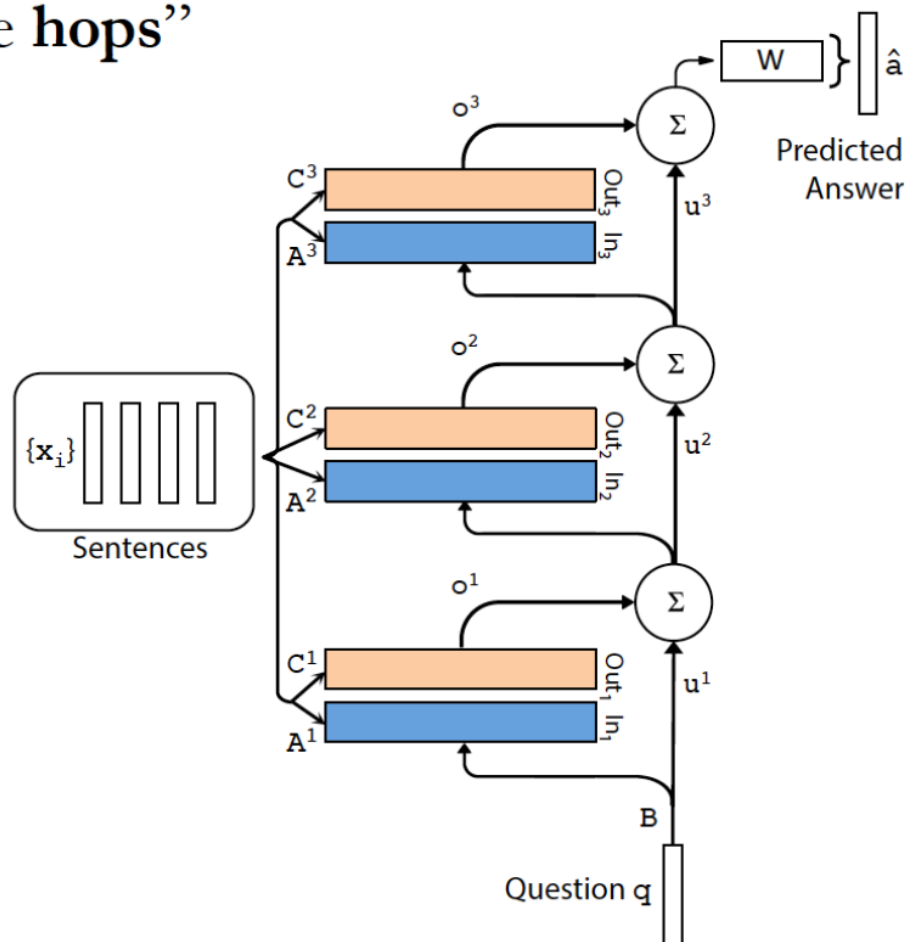 e hops”
W
â
Predicted
Answer
o³
Σ
C³
Out₃
A³
In₃
u³
o²
Σ
C²
Out₂
A²
In₂
u²
{xᵢ}
Sentences
o¹
Σ
C¹
Out₁
A¹
In₁
u¹
B
Question q